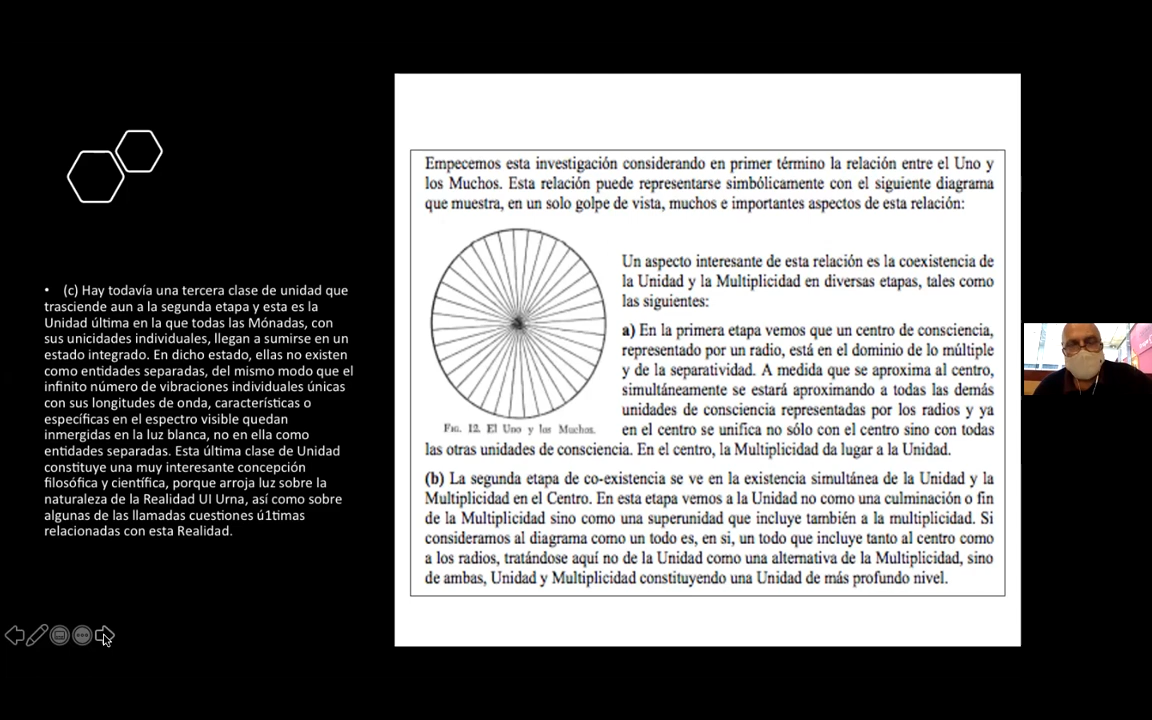 • (c) Hay todavía una tercera clase de unidad que
trasciende aun a la segunda etapa y esta es la
Unidad última en la que todas las Mónadas, con
sus unicidades individuales, llegan a sumirse en un
estado integrado. En dicho estado, ellas no existen
como entidades separadas, del mismo modo que el
infinito número de vibraciones individuales únicas
con sus longitudes de onda, características o
específicas en el espectro visible quedan
inmergidas en la luz blanca, no en ella como
entidades separadas. Esta última clase de Unidad
constituye una muy interesante concepción
filosófica y científica, porque arroja luz sobre la
naturaleza de la Realidad UI Urna, así como sobre
algunas de las llamadas cuestiones ú1timas
relacionadas con esta Realidad.
Empecemos esta investigación considerando en primer término la relación entre el Uno y
los Muchos. Esta relación puede representarse simbólicamente con el siguiente diagrama
que muestra, en un solo golpe de vista, muchos e importantes aspectos de esta relación:
Un aspecto interesante de esta relación es la coexistencia de
la Unidad y la Multiplicidad en diversas etapas, tales como
las siguientes:
a) En la primera etapa vemos que un centro de consciencia,
representado por un radio, está en el dominio de lo múltiple
y de la separatividad. A medida que se aproxima al centro,
simultáneamente se estará aproximando a todas las demás
unidades de consciencia representadas por los radios y ya
en el centro se unifica no sólo con el centro sino con todas
las otras unidades de consciencia. En el centro, la Multiplicidad da lugar a la Unidad.
FIG. 12. El Uno y los Muchos.
(b) La segunda etapa de co-existencia se ve en la existencia simultánea de la Unidad y la
Multiplicidad en el Centro. En esta etapa vemos a la Unidad no como una culminación o fin
de la Multiplicidad sino como una superunidad que incluye también a la multiplicidad. Si
consideramos al diagrama como un todo es, en si, un todo que incluye tanto al centro como
a los radios, tratándose aquí no de la Unidad como una alternativa de la Multiplicidad, sino
de ambas, Unidad y Multiplicidad constituyendo una Unidad de más profundo nivel.